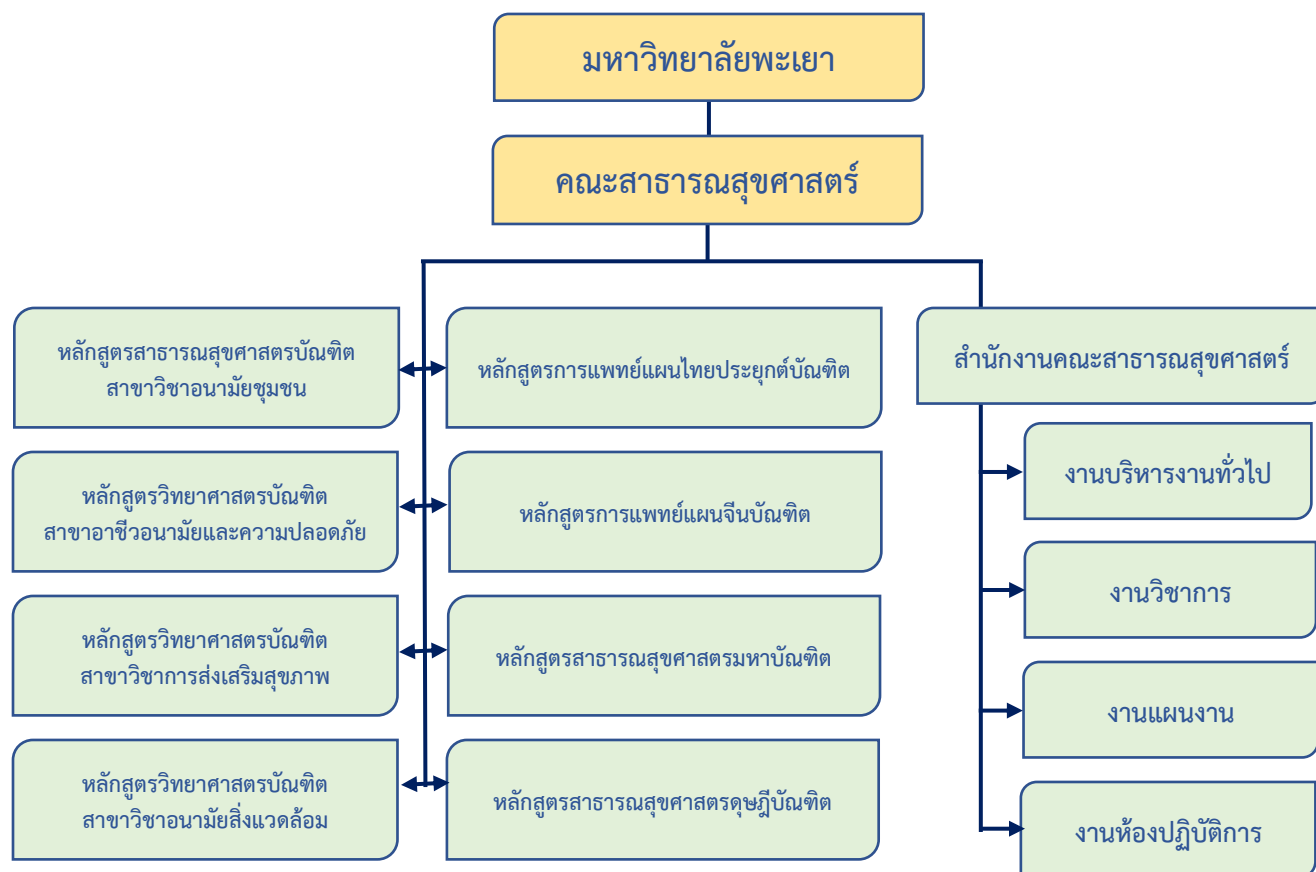 มหาวิทยาลัยพะเยา
คณะสาธารณสุขศาสตร์
หลักสูตรสาธารณสุขศาสตรบัณฑิต
สาขาวิชาอนามัยชุมชน
หลักสูตรการแพทย์แผนไทยประยุกต์บัณฑิต
สำนักงานคณะสาธารณสุขศาสตร์
หลักสูตรวิทยาศาสตรบัณฑิต
สาขาอาชีวอนามัยและความปลอดภัย
หลักสูตรการแพทย์แผนจีนบัณฑิต
งานบริหารงานทั่วไป
หลักสูตรวิทยาศาสตรบัณฑิต
สาขาวิชาการส่งเสริมสุขภาพ
หลักสูตรสาธารณสุขศาสตรมหาบัณฑิต
งานวิชาการ
งานแผนงาน
หลักสูตรวิทยาศาสตรบัณฑิต
สาขาวิชาอนามัยสิ่งแวดล้อม
หลักสูตรสาธารณสุขศาสตรดุษฎีบัณฑิต
งานห้องปฏิบัติการ